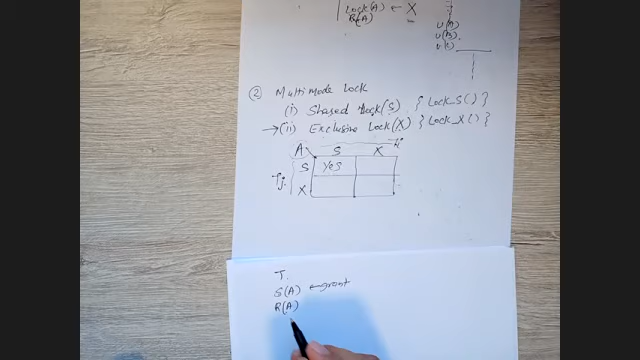 Lock(A) ← X
R(A)
U(A)
U(B)
U(C)
② Multimode Lock
(i) Shared Lock(S) { Lock_S() }
→(ii) Exclusive Lock(X) } Lock_X() }
A S X
Tj S Yes
X
T.
S(A) ← grant
R(A)